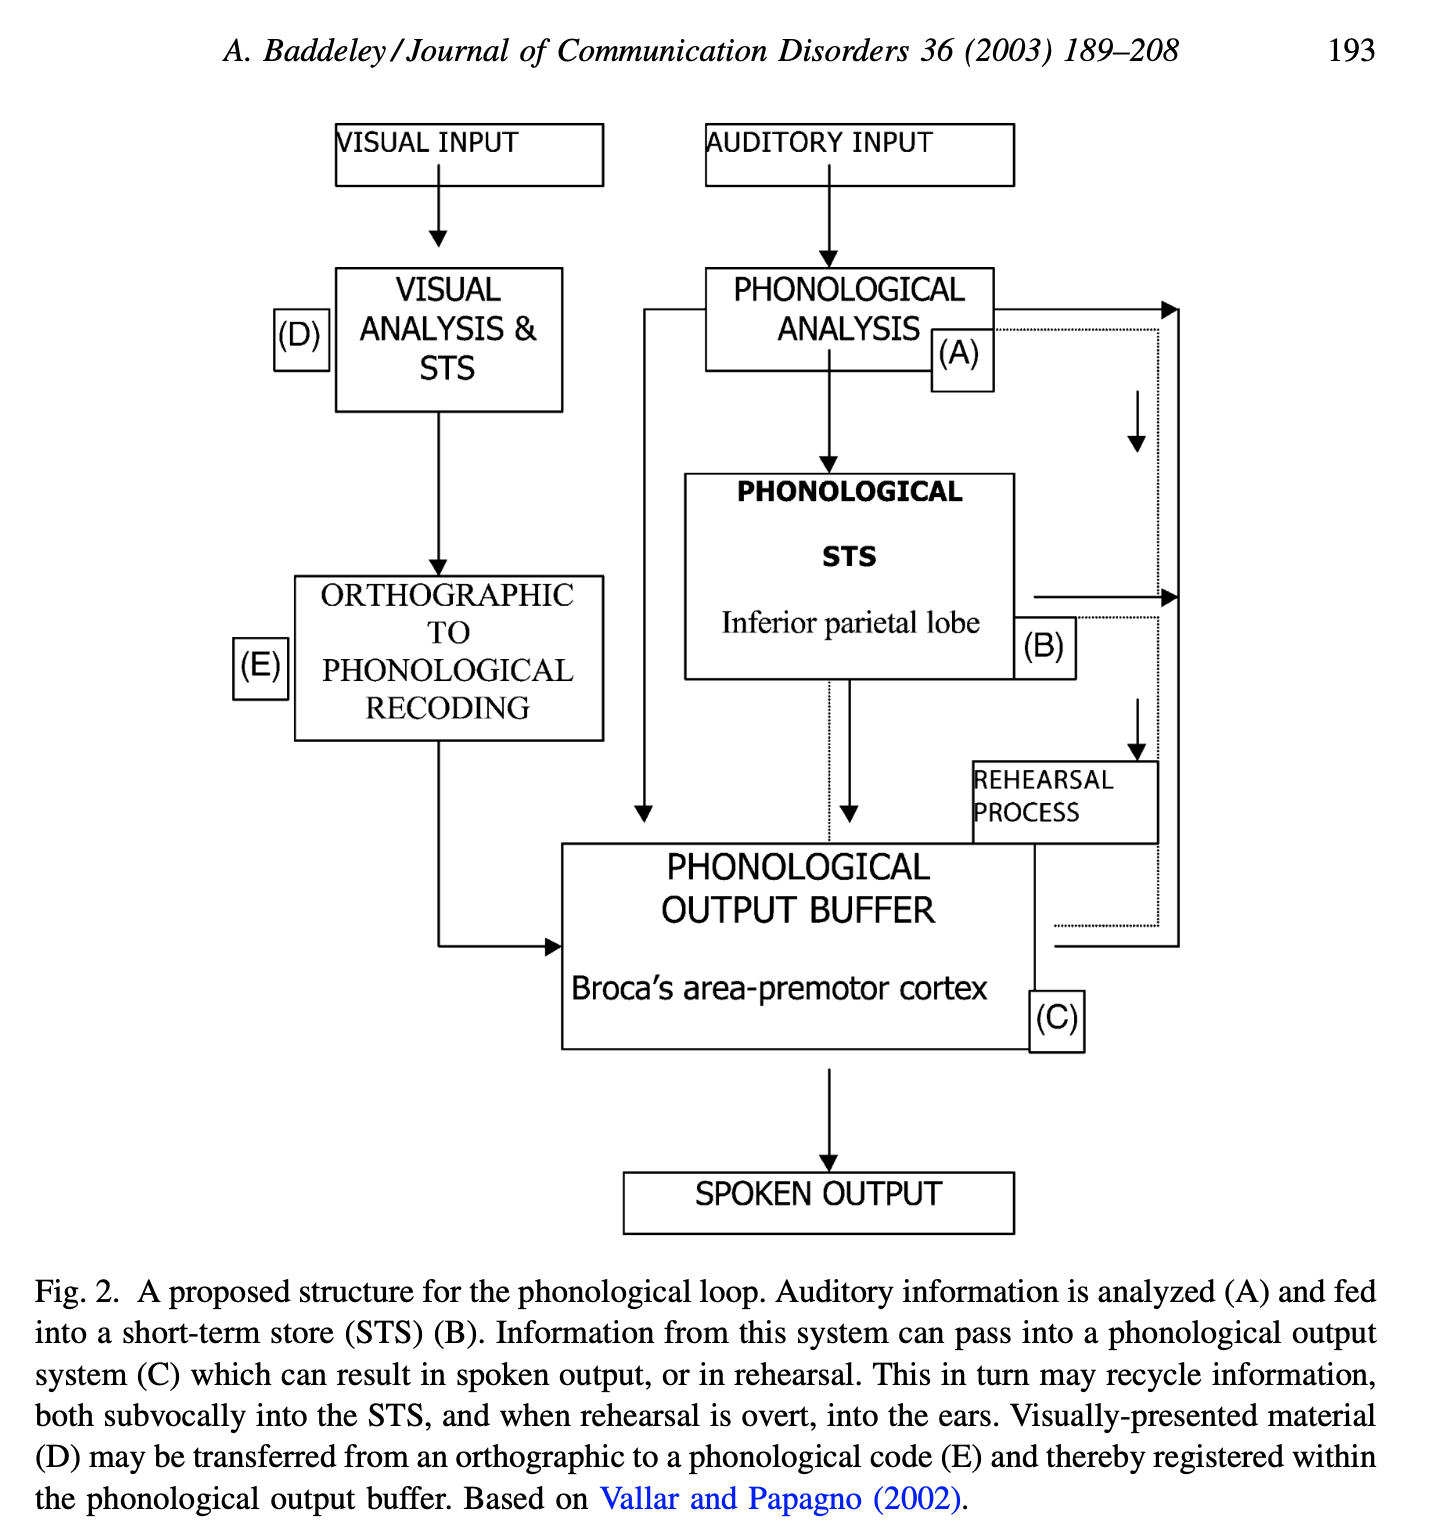 A. Baddeley / Journal of Communication Disorders 36 (2003) 189–208 193
VISUAL INPUT
AUDITORY INPUT
(D)
VISUAL
ANALYSIS &
STS
PHONOLOGICAL
ANALYSIS
(A)
PHONOLOGICAL
STS
Inferior parietal lobe
(B)
(E)
ORTHOGRAPHIC
TO
PHONOLOGICAL
RECODING
REHEARSAL
PROCESS
PHONOLOGICAL
OUTPUT BUFFER
Broca's area-premotor cortex
(C)
SPOKEN OUTPUT
Fig. 2. A proposed structure for the phonological loop. Auditory information is analyzed (A) and fed
into a short-term store (STS) (B). Information from this system can pass into a phonological output
system (C) which can result in spoken output, or in rehearsal. This in turn may recycle information,
both subvocally into the STS, and when rehearsal is overt, into the ears. Visually-presented material
(D) may be transferred from an orthographic to a phonological code (E) and thereby registered within
the phonological output buffer. Based on Vallar and Papagno (2002).